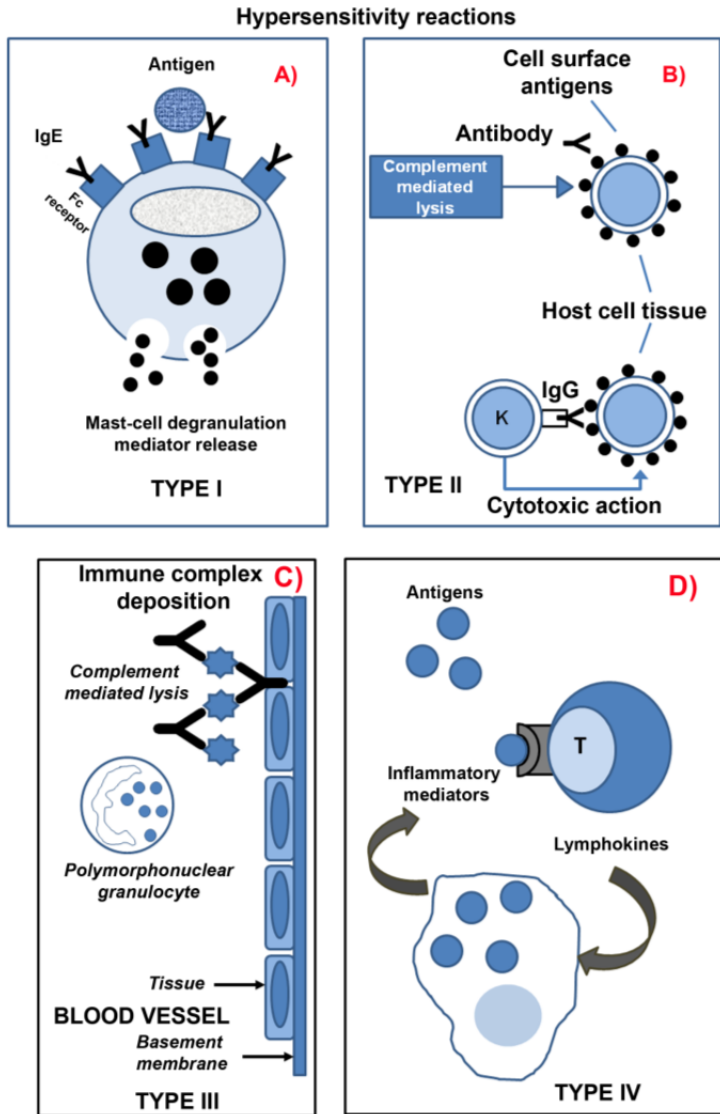 Hypersensitivity reactions
A)
Antigen
IgE
Fc
receptor
Mast-cell degranulation
mediator release
TYPE I
B)
Cell surface
antigens
Antibody
Complement
mediated
lysis
Host cell tissue
IgG
K
TYPE II
Cytotoxic action
C)
Immune complex
deposition
Complement
mediated lysis
Polymorphonuclear
granulocyte
Tissue
BLOOD VESSEL
Basement
membrane
TYPE III
D)
Antigens
T
Inflammatory
mediators
Lymphokines
TYPE IV